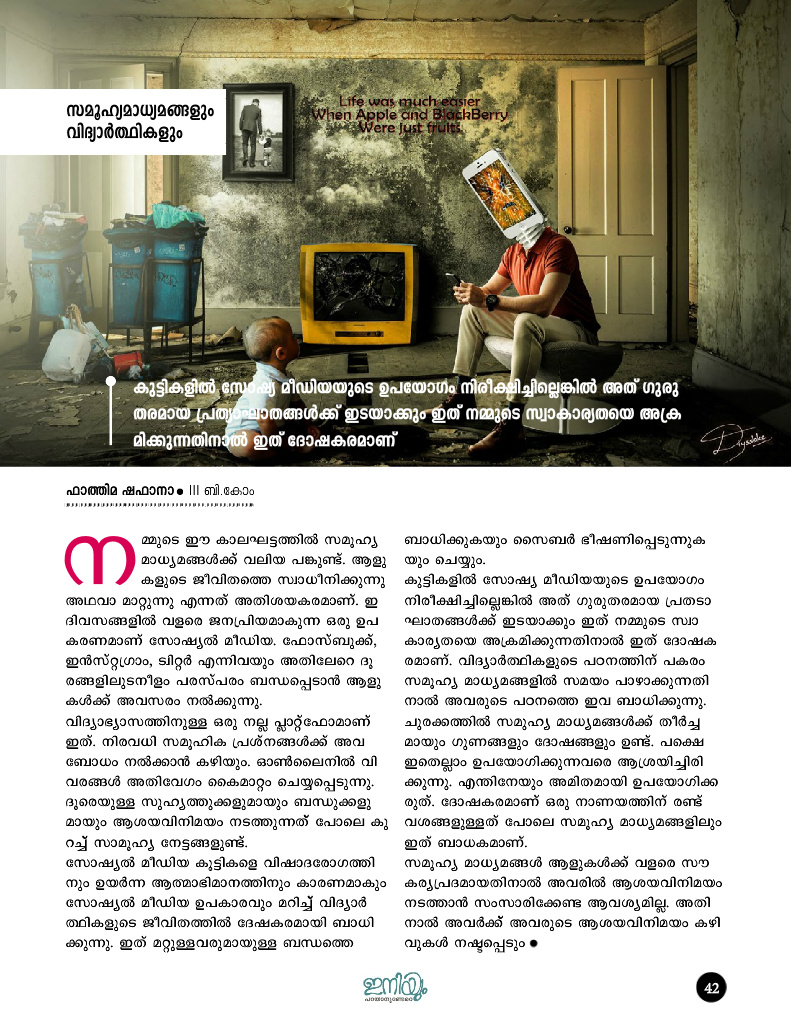 സമൂഹ്യമാധ്യമങ്ങളും
വിദ്യാർത്ഥികളും
Life was much easier
When Apple and BlackBerry
Were just fruits
കുട്ടികളിൽ സോഷ്യ മീഡിയയുടെ ഉപയോഗം നിരീക്ഷിച്ചില്ലെങ്കിൽ അത് ഗുരു
തരമായ പ്രത്യാഘാതങ്ങൾക്ക് ഇടയാക്കും ഇത് നമ്മുടെ സ്വാകാര്യതയെ അക്ര
മിക്കുന്നതിനാൽ ഇത് ദോഷകരമാണ്
ഫാത്തിമ ഷഫാനാ ● III ബി.കോം
നമ്മുടെ ഈ കാലഘട്ടത്തിൽ സമൂഹ്യ
മാധ്യമങ്ങൾക്ക് വലിയ പങ്കുണ്ട്. ആളു
കളുടെ ജീവിതത്തെ സ്വാധീനിക്കുന്നു
അഥവാ മാറ്റുന്നു എന്നത് അതിശയകരമാണ്. ഇ
ദിവസങ്ങളിൽ വളരെ ജനപ്രിയമാകുന്ന ഒരു ഉപ
കരണമാണ് സോഷ്യൽ മീഡിയ. ഫോസ്ബുക്ക്,
ഇൻസ്റ്റഗ്രാം, ട്വിറ്റർ എന്നിവയും അതിലേറെ ദൂ
രങ്ങളിലുടനീളം പരസ്പരം ബന്ധപ്പെടാൻ ആളു
കൾക്ക് അവസരം നൽക്കുന്നു.
വിദ്യാഭ്യാസത്തിനുള്ള ഒരു നല്ല പ്ലാറ്റ്ഫോമാണ്
ഇത്. നിരവധി സമൂഹിക പ്രശ്നങ്ങൾക്ക് അവ
ബോധം നൽക്കാൻ കഴിയും. ഓൺലൈനിൽ വി
വരങ്ങൾ അതിവേഗം കൈമാറ്റം ചെയ്യപ്പെടുന്നു.
ദൂരെയുള്ള സുഹൃത്തുക്കളുമായും ബന്ധുക്കളു
മായും ആശയവിനിമയം നടത്തുന്നത് പോലെ കു
റച്ച് സാമൂഹ്യ നേട്ടങ്ങളുണ്ട്.
സോഷ്യൽ മീഡിയ കുട്ടികളെ വിഷാദരോഗത്തി
നും ഉയർന്ന ആത്മാഭിമാനത്തിനും കാരണമാകും
സോഷ്യൽ മീഡിയ ഉപകാരവും മറിച്ച് വിദ്യാർ
ത്ഥികളുടെ ജീവിതത്തിൽ ദേഷകരമായി ബാധി
ക്കുന്നു. ഇത് മറ്റുള്ളവരുമായുള്ള ബന്ധത്തെ
ബാധിക്കുകയും സൈബർ ഭീഷണിപ്പെടുന്നുക
യും ചെയ്യും.
കുട്ടികളിൽ സോഷ്യ മീഡിയയുടെ ഉപയോഗം
നിരീക്ഷിച്ചില്ലെങ്കിൽ അത് ഗുരുതരമായ പ്രതടാ
ഘാതങ്ങൾക്ക് ഇടയാക്കും ഇത് നമ്മുടെ സ്വാ
കാര്യതയെ അക്രമിക്കുന്നതിനാൽ ഇത് ദോഷക
രമാണ്. വിദ്യാർത്ഥികളുടെ പഠനത്തിന് പകരം
സമൂഹ്യ മാധ്യമങ്ങളിൽ സമയം പാഴാക്കുന്നതി
നാൽ അവരുടെ പഠനത്തെ ഇവ ബാധിക്കുന്നു.
ചുരക്കത്തിൽ സമൂഹ്യ മാധ്യമങ്ങൾക്ക് തീർച്ച
മായും ഗുണങ്ങളും ദോഷങ്ങളും ഉണ്ട്. പക്ഷെ
ഇതെല്ലാം ഉപയോഗിക്കുന്നവരെ ആശ്രയിച്ചിരി
ക്കുന്നു. എന്തിനേയും അമിതമായി ഉപയോഗിക്ക
രുത്. ദോഷകരമാണ് ഒരു നാണയത്തിന് രണ്ട്
വശങ്ങളുള്ളത് പോലെ സമൂഹ്യ മാധ്യമങ്ങളിലും
ഇത് ബാധകമാണ്.
സമൂഹ്യ മാധ്യമങ്ങൾ ആളുകൾക്ക് വളരെ സൗ
കര്യപ്രദമായതിനാൽ അവരിൽ ആശയവിനിമയം
നടത്താൻ സംസാരിക്കേണ്ട ആവശ്യമില്ല. അതി
നാൽ അവർക്ക് അവരുടെ ആശയവിനിമയം കഴി
വുകൾ നഷ്ടപ്പെടും ●
ഇനിയും
പറയാനുണ്ടേറെ
42